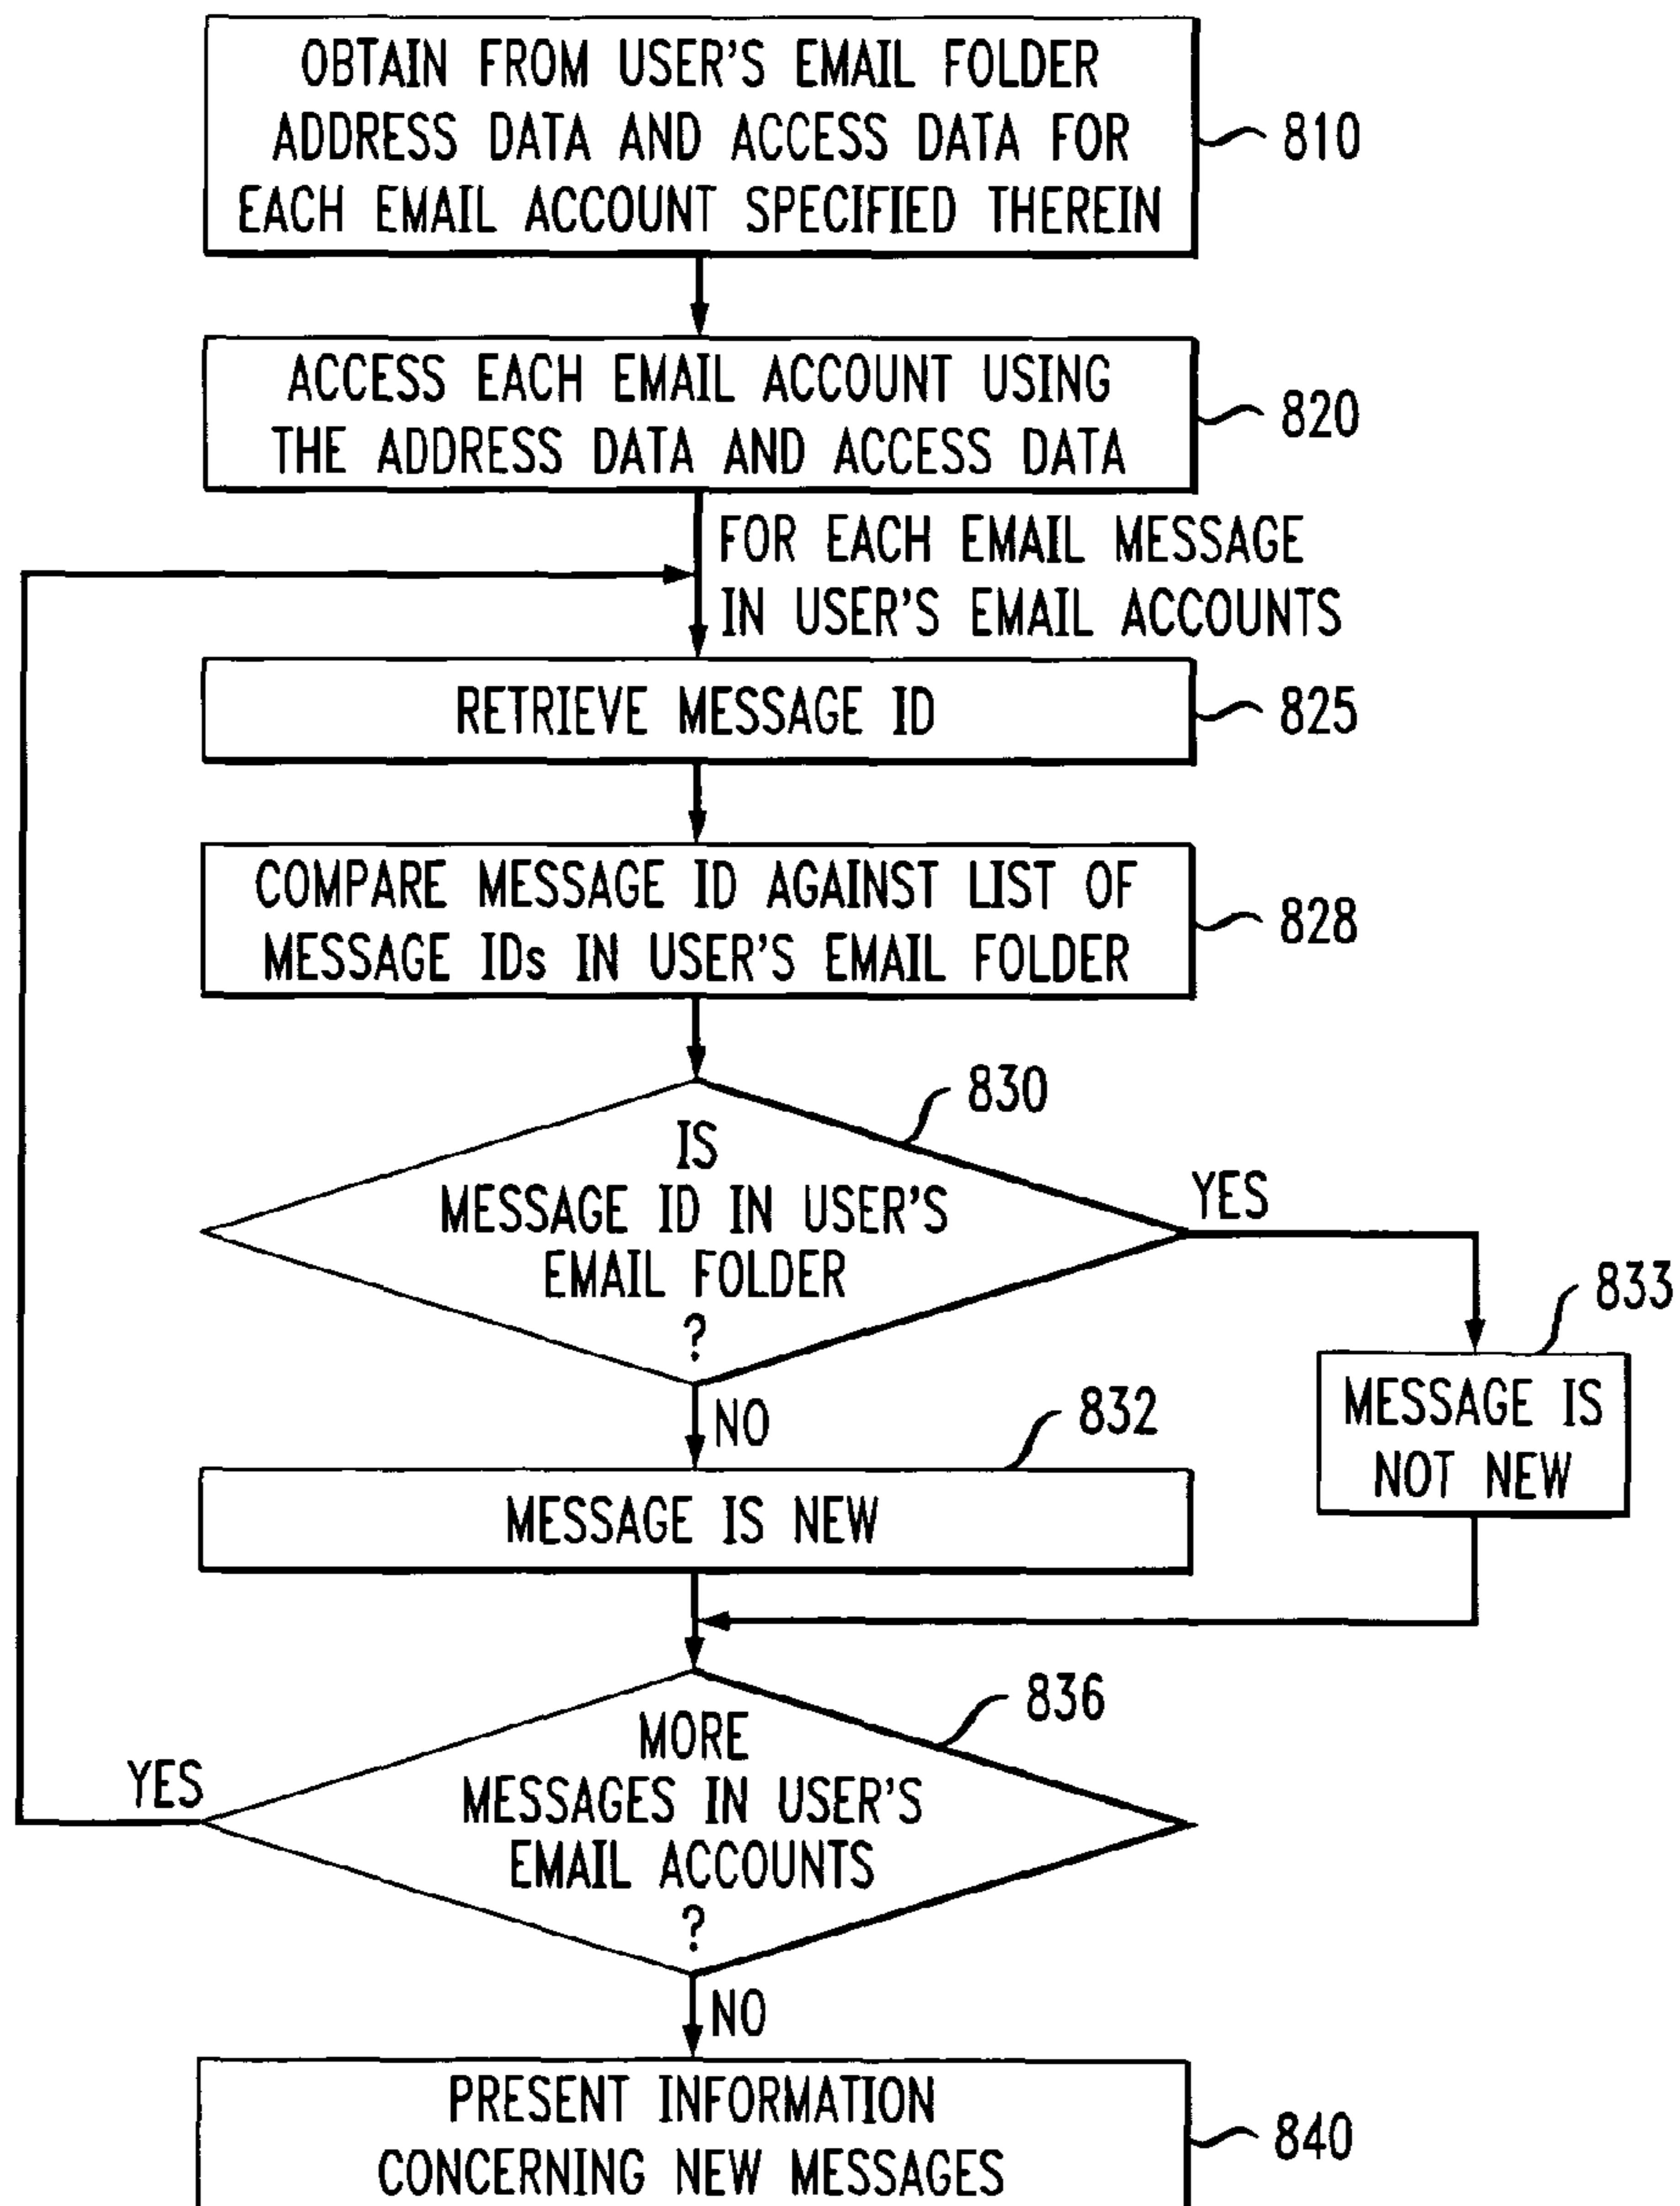 OBTAIN FROM USER'S EMAIL FOLDER
ADDRESS DATA AND ACCESS DATA FOR
EACH EMAIL ACCOUNT SPECIFIED THEREIN
810
ACCESS EACH EMAIL ACCOUNT USING
THE ADDRESS DATA AND ACCESS DATA
820
FOR EACH EMAIL MESSAGE
IN USER'S EMAIL ACCOUNTS
RETRIEVE MESSAGE ID
825
COMPARE MESSAGE ID AGAINST LIST OF
MESSAGE IDs IN USER'S EMAIL FOLDER
828
830
IS
MESSAGE ID IN USER'S
EMAIL FOLDER
?
YES
833
MESSAGE IS
NOT NEW
NO
832
MESSAGE IS NEW
836
MORE
MESSAGES IN USER'S
EMAIL ACCOUNTS
?
YES
NO
PRESENT INFORMATION
CONCERNING NEW MESSAGES
840